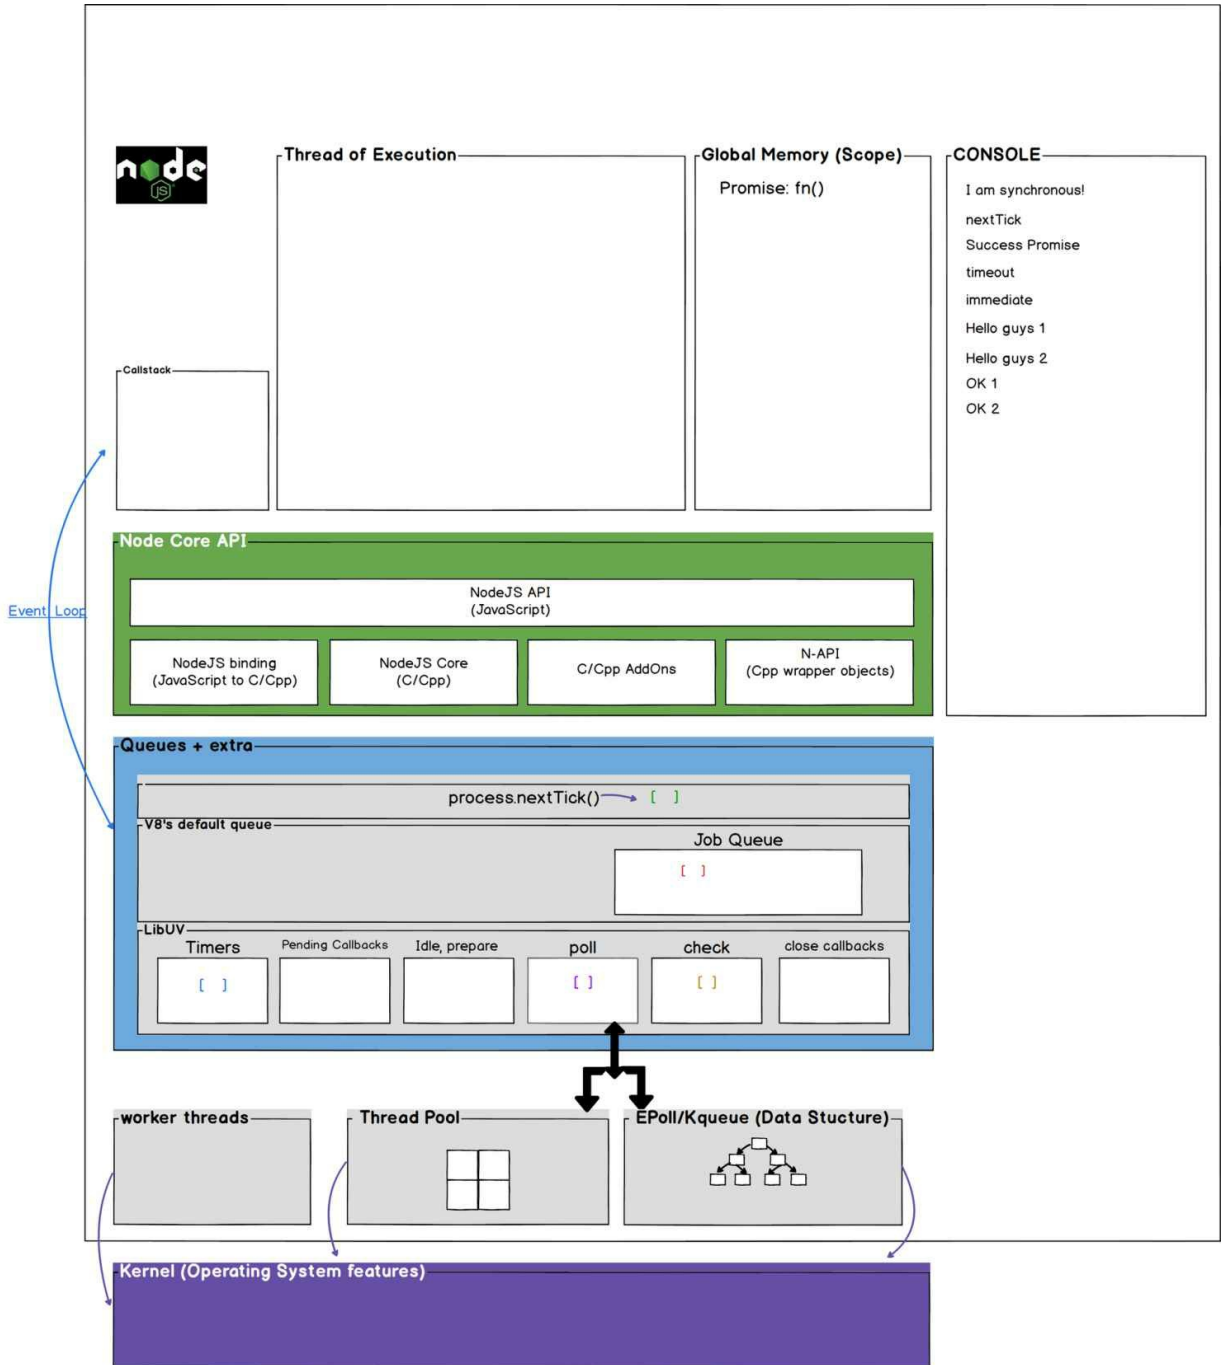 node
JS
Thread of Execution
Global Memory (Scope)
Promise: fn()
CONSOLE
I am synchronous!
nextTick
Success Promise
timeout
immediate
Hello guys 1
Hello guys 2
OK 1
OK 2
Callstack
Event Loop
Node Core API
NodeJS API
(JavaScript)
NodeJS binding
(JavaScript to C/Cpp)
NodeJS Core
(C/Cpp)
C/Cpp AddOns
N-API
(Cpp wrapper objects)
Queues + extra
process.nextTick() [ ]
V8's default queue
Job Queue
[ ]
LibUV
Timers
[ ]
Pending Callbacks
Idle, prepare
poll
[ ]
check
[ ]
close callbacks
worker threads
Thread Pool
EPoll/Kqueue (Data Stucture)
Kernel (Operating System features)